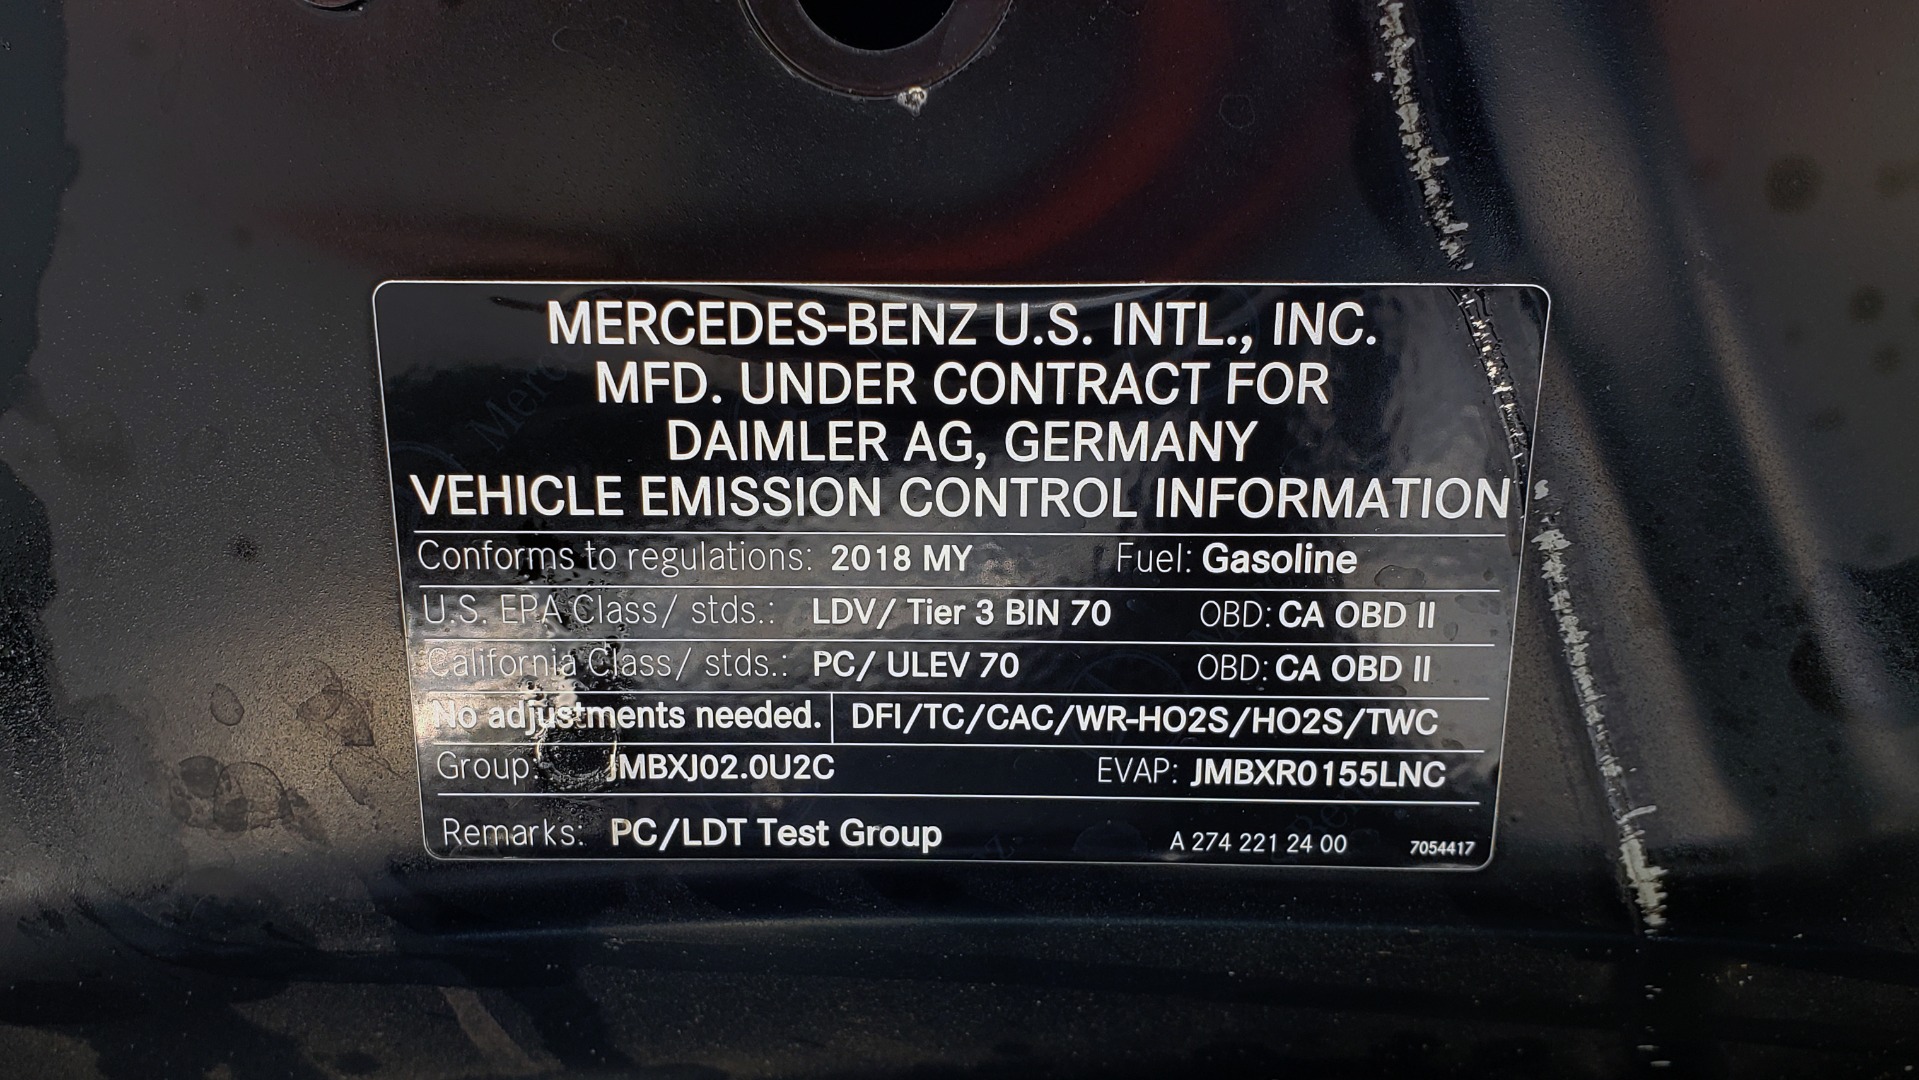 MERCEDES-BENZ U.S. INTL., INC.
MFD. UNDER CONTRACT FOR
DAIMLER AG, GERMANY
VEHICLE EMISSION CONTROL INFORMATION
Conforms to regulations: 2018 MY Fuel: Gasoline
U.S. EPA Class/ stds.: LDV/ Tier 3 BIN 70 OBD: CA OBD II
California Class/ stds.: PC/ ULEV 70 OBD: CA OBD II
No adjustments needed. DFI/TC/CAC/WR-HO2S/HO2S/TWC
Group: JMBXJ02.0U2C EVAP: JMBXR0155LNC
Remarks: PC/LDT Test Group A 274 221 24 00 7054417